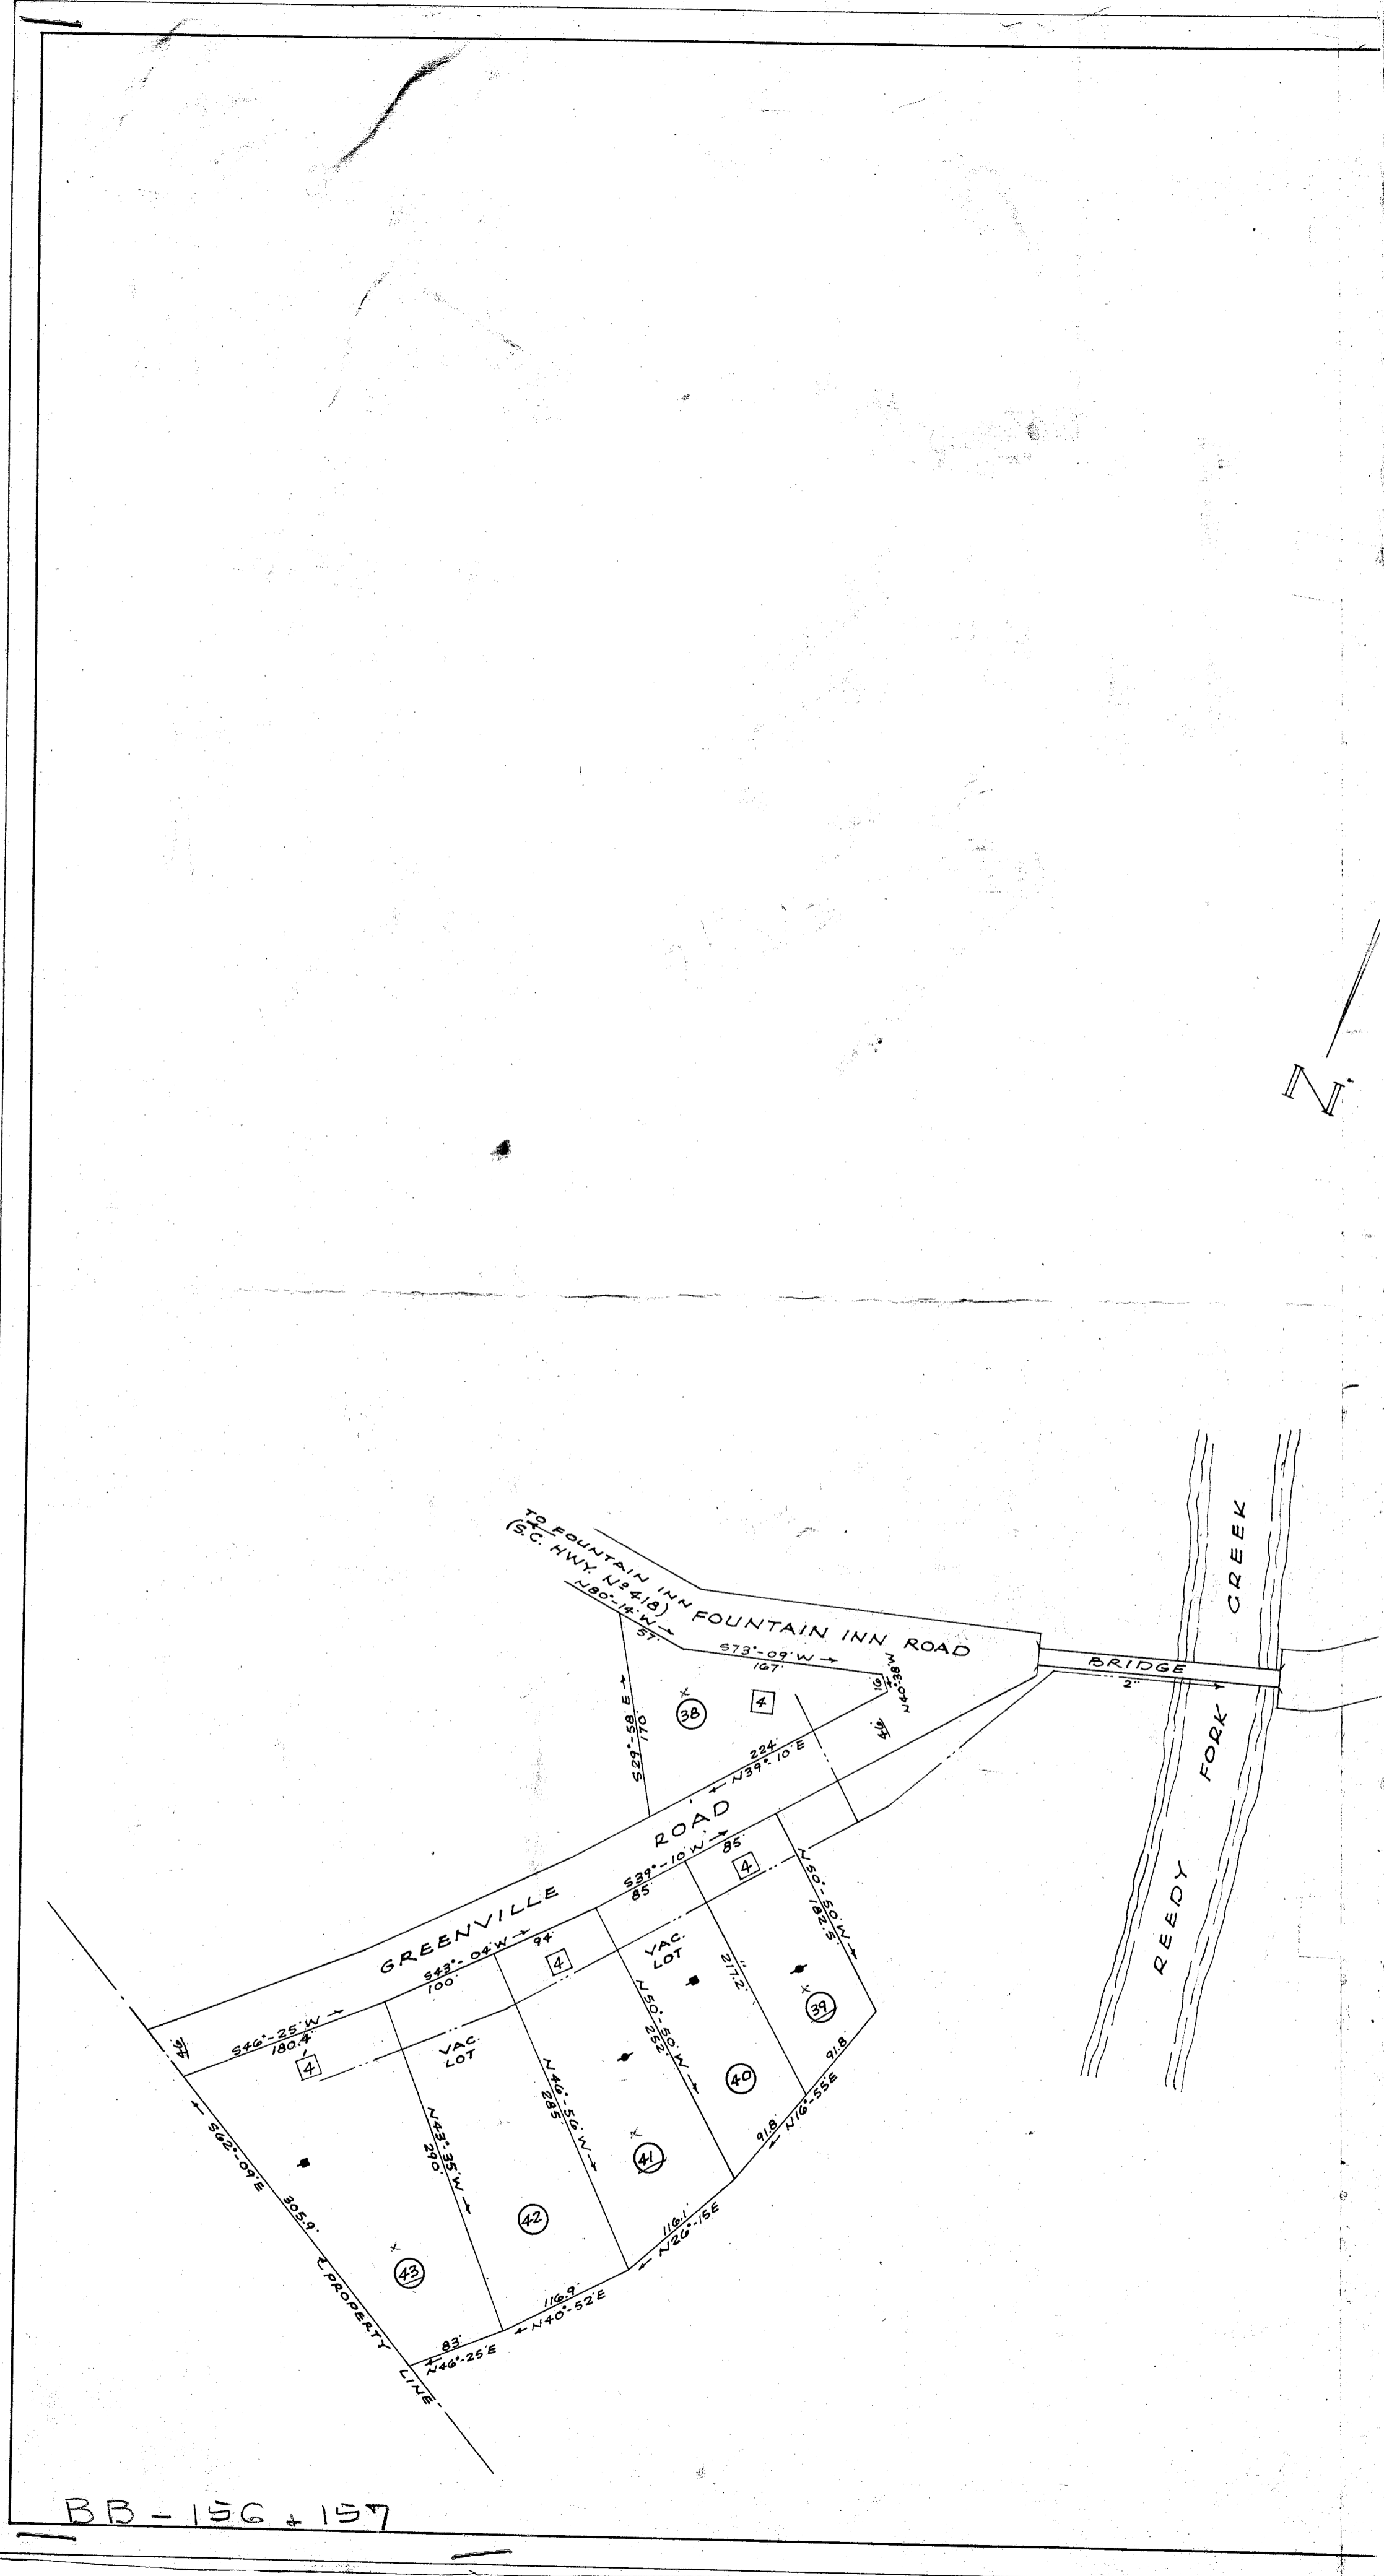 N
CREEK
TO FOUNTAIN INN
(S.C. HWY. Nº 418)
N80°-14'W
57'
FOUNTAIN INN ROAD
S73°-09'W
167'
16'
N40°38'W
BRIDGE
2"
FORK
REEDY
S29°-58'E
170'
38
4
46'
224'
N39°-10'E
GREENVILLE ROAD
S39°-10'W
85'
85'
4
N50°-50'W
182.5'
S43°-04'W
100'
94'
4
VAC.
LOT
217.2'
"
39
91.8'
46'
S46°-25'W
180.4'
4
VAC.
LOT
N50°-50'W
252'
40
91.8'
N16°-55'E
N46°-56'W
285'
41
S62°-09'E
305.9'
N43°-35'W
290'
42
116.1'
N26°-15'E
43
116.9'
N40°-52'E
83'
N46°-25'E
PROPERTY LINE
BB - 156 + 157